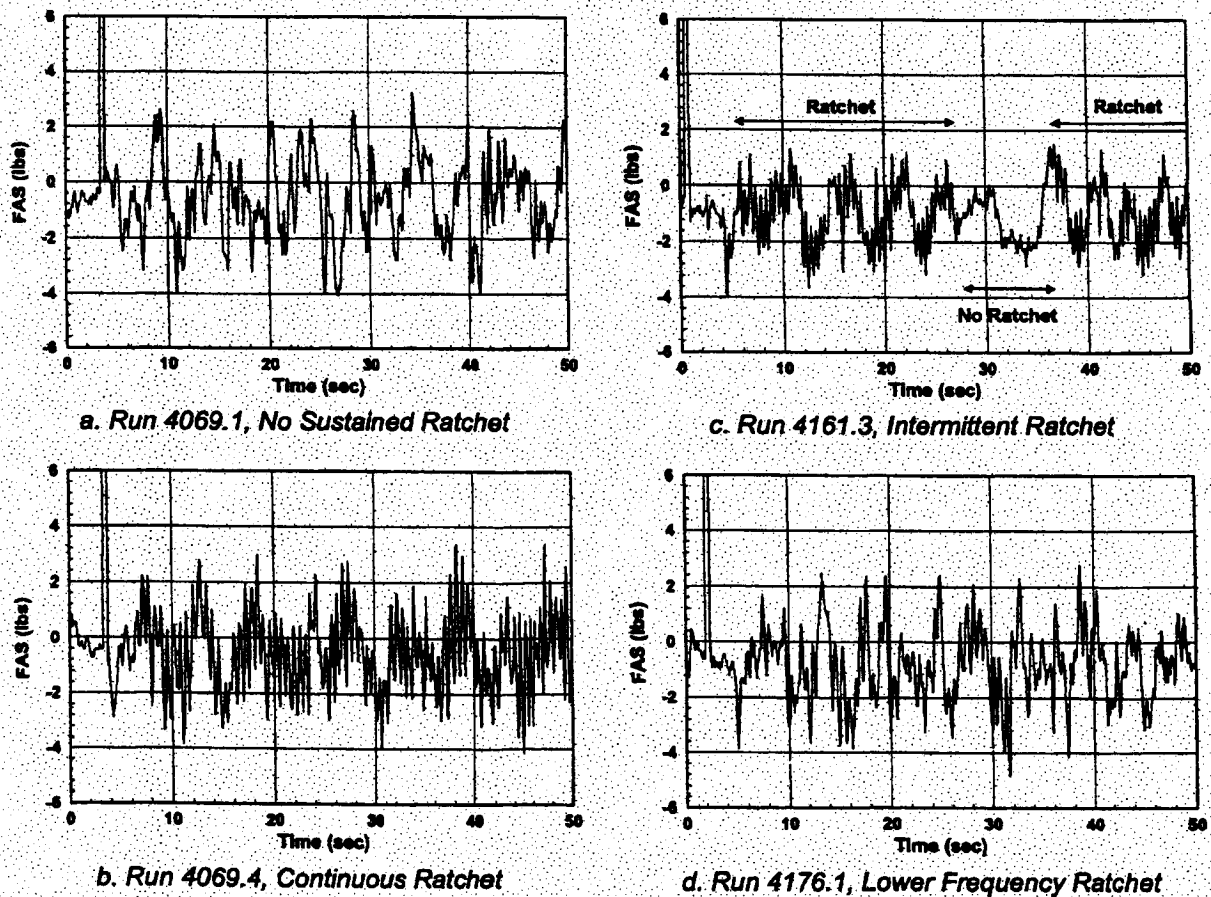 6
4
2
0
-2
-4
-6
FAS (lbs)
0 10 20 30 40 50
Time (sec)
a. Run 4069.1, No Sustained Ratchet
6
4
2
0
-2
-4
-6
FAS (lbs)
Ratchet
Ratchet
No Ratchet
0 10 20 30 40 50
Time (sec)
c. Run 4161.3, Intermittent Ratchet
6
4
2
0
-2
-4
-6
FAS (lbs)
0 10 20 30 40 50
Time (sec)
b. Run 4069.4, Continuous Ratchet
6
4
2
0
-2
-4
-6
FAS (lbs)
0 10 20 30 40 50
Time (sec)
d. Run 4176.1, Lower Frequency Ratchet